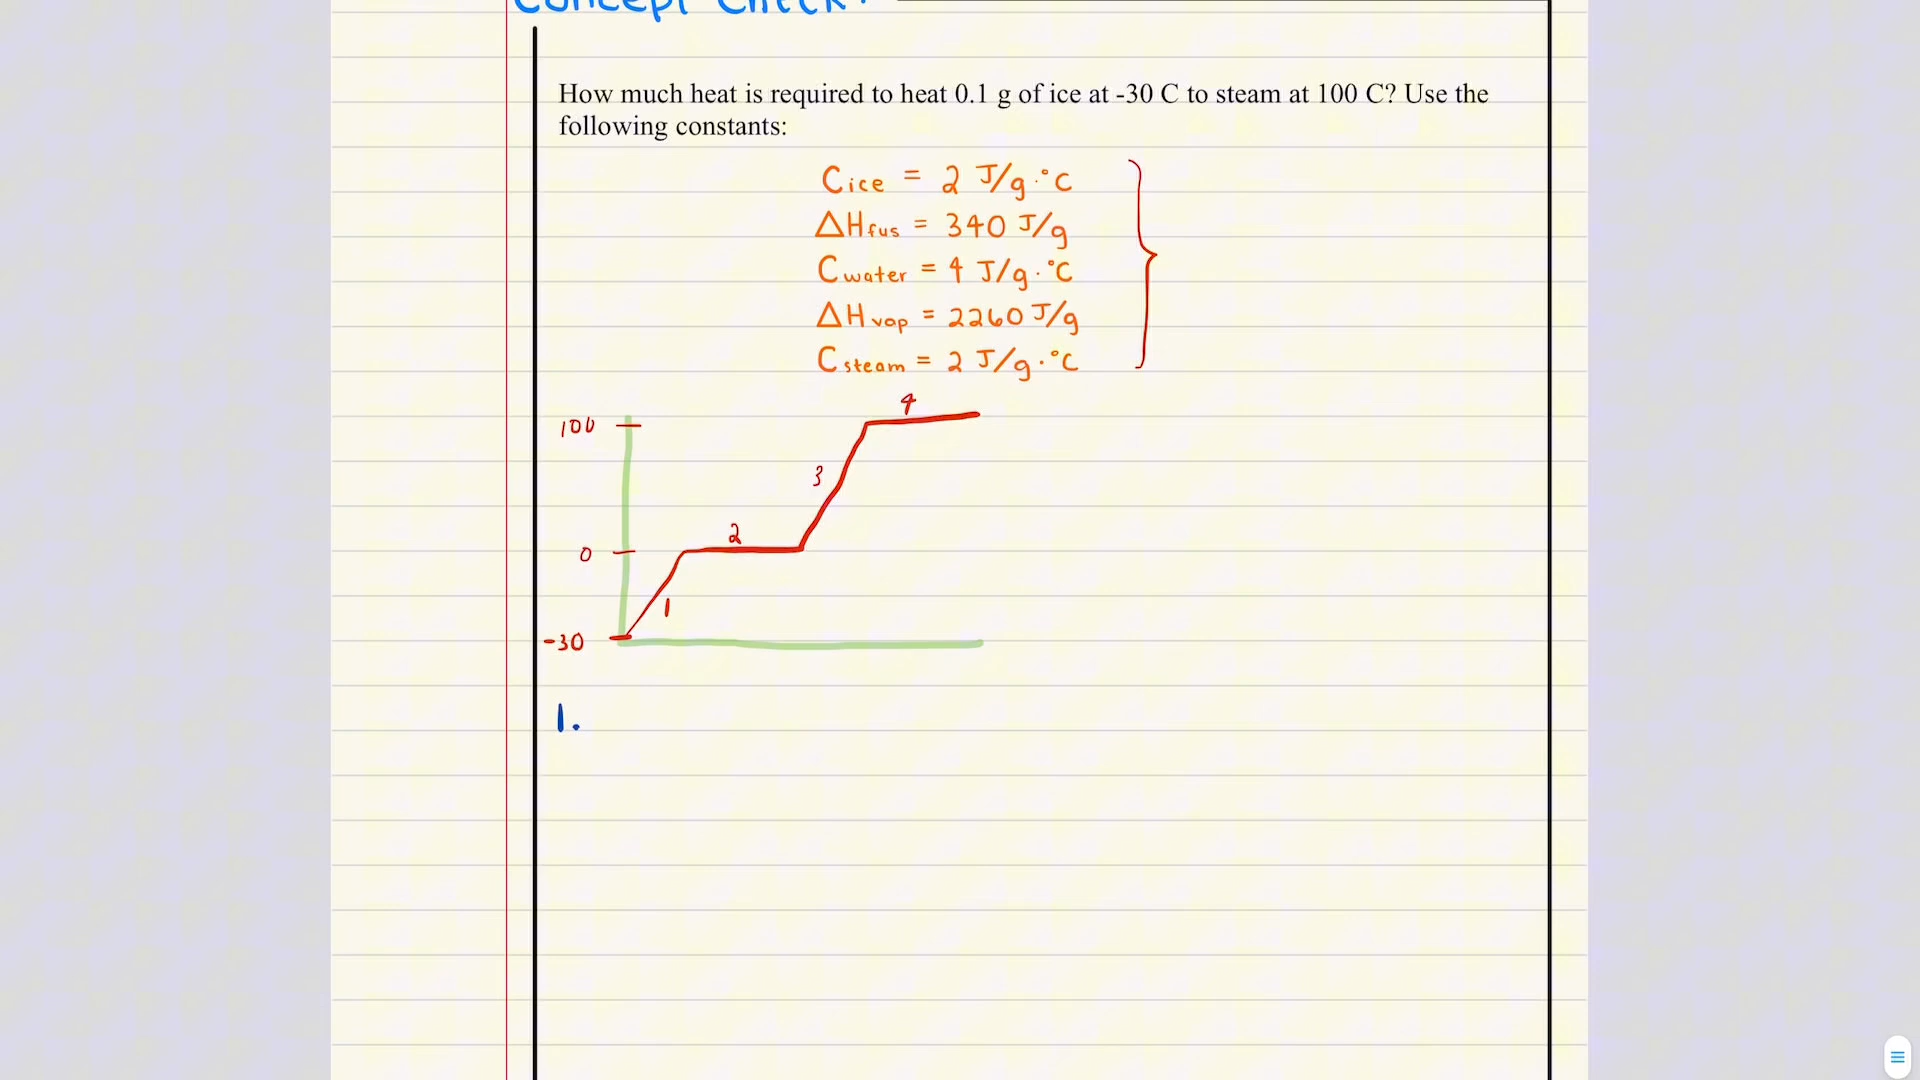 Concept Check:
How much heat is required to heat 0.1 g of ice at -30 C to steam at 100 C? Use the
following constants:
Cice = 2 J/g·°C
ΔHfus = 340 J/g
Cwater = 4 J/g·°C
ΔHvap = 2260 J/g
Csteam = 2 J/g·°C
4
100
3
2
0
1
-30
1.